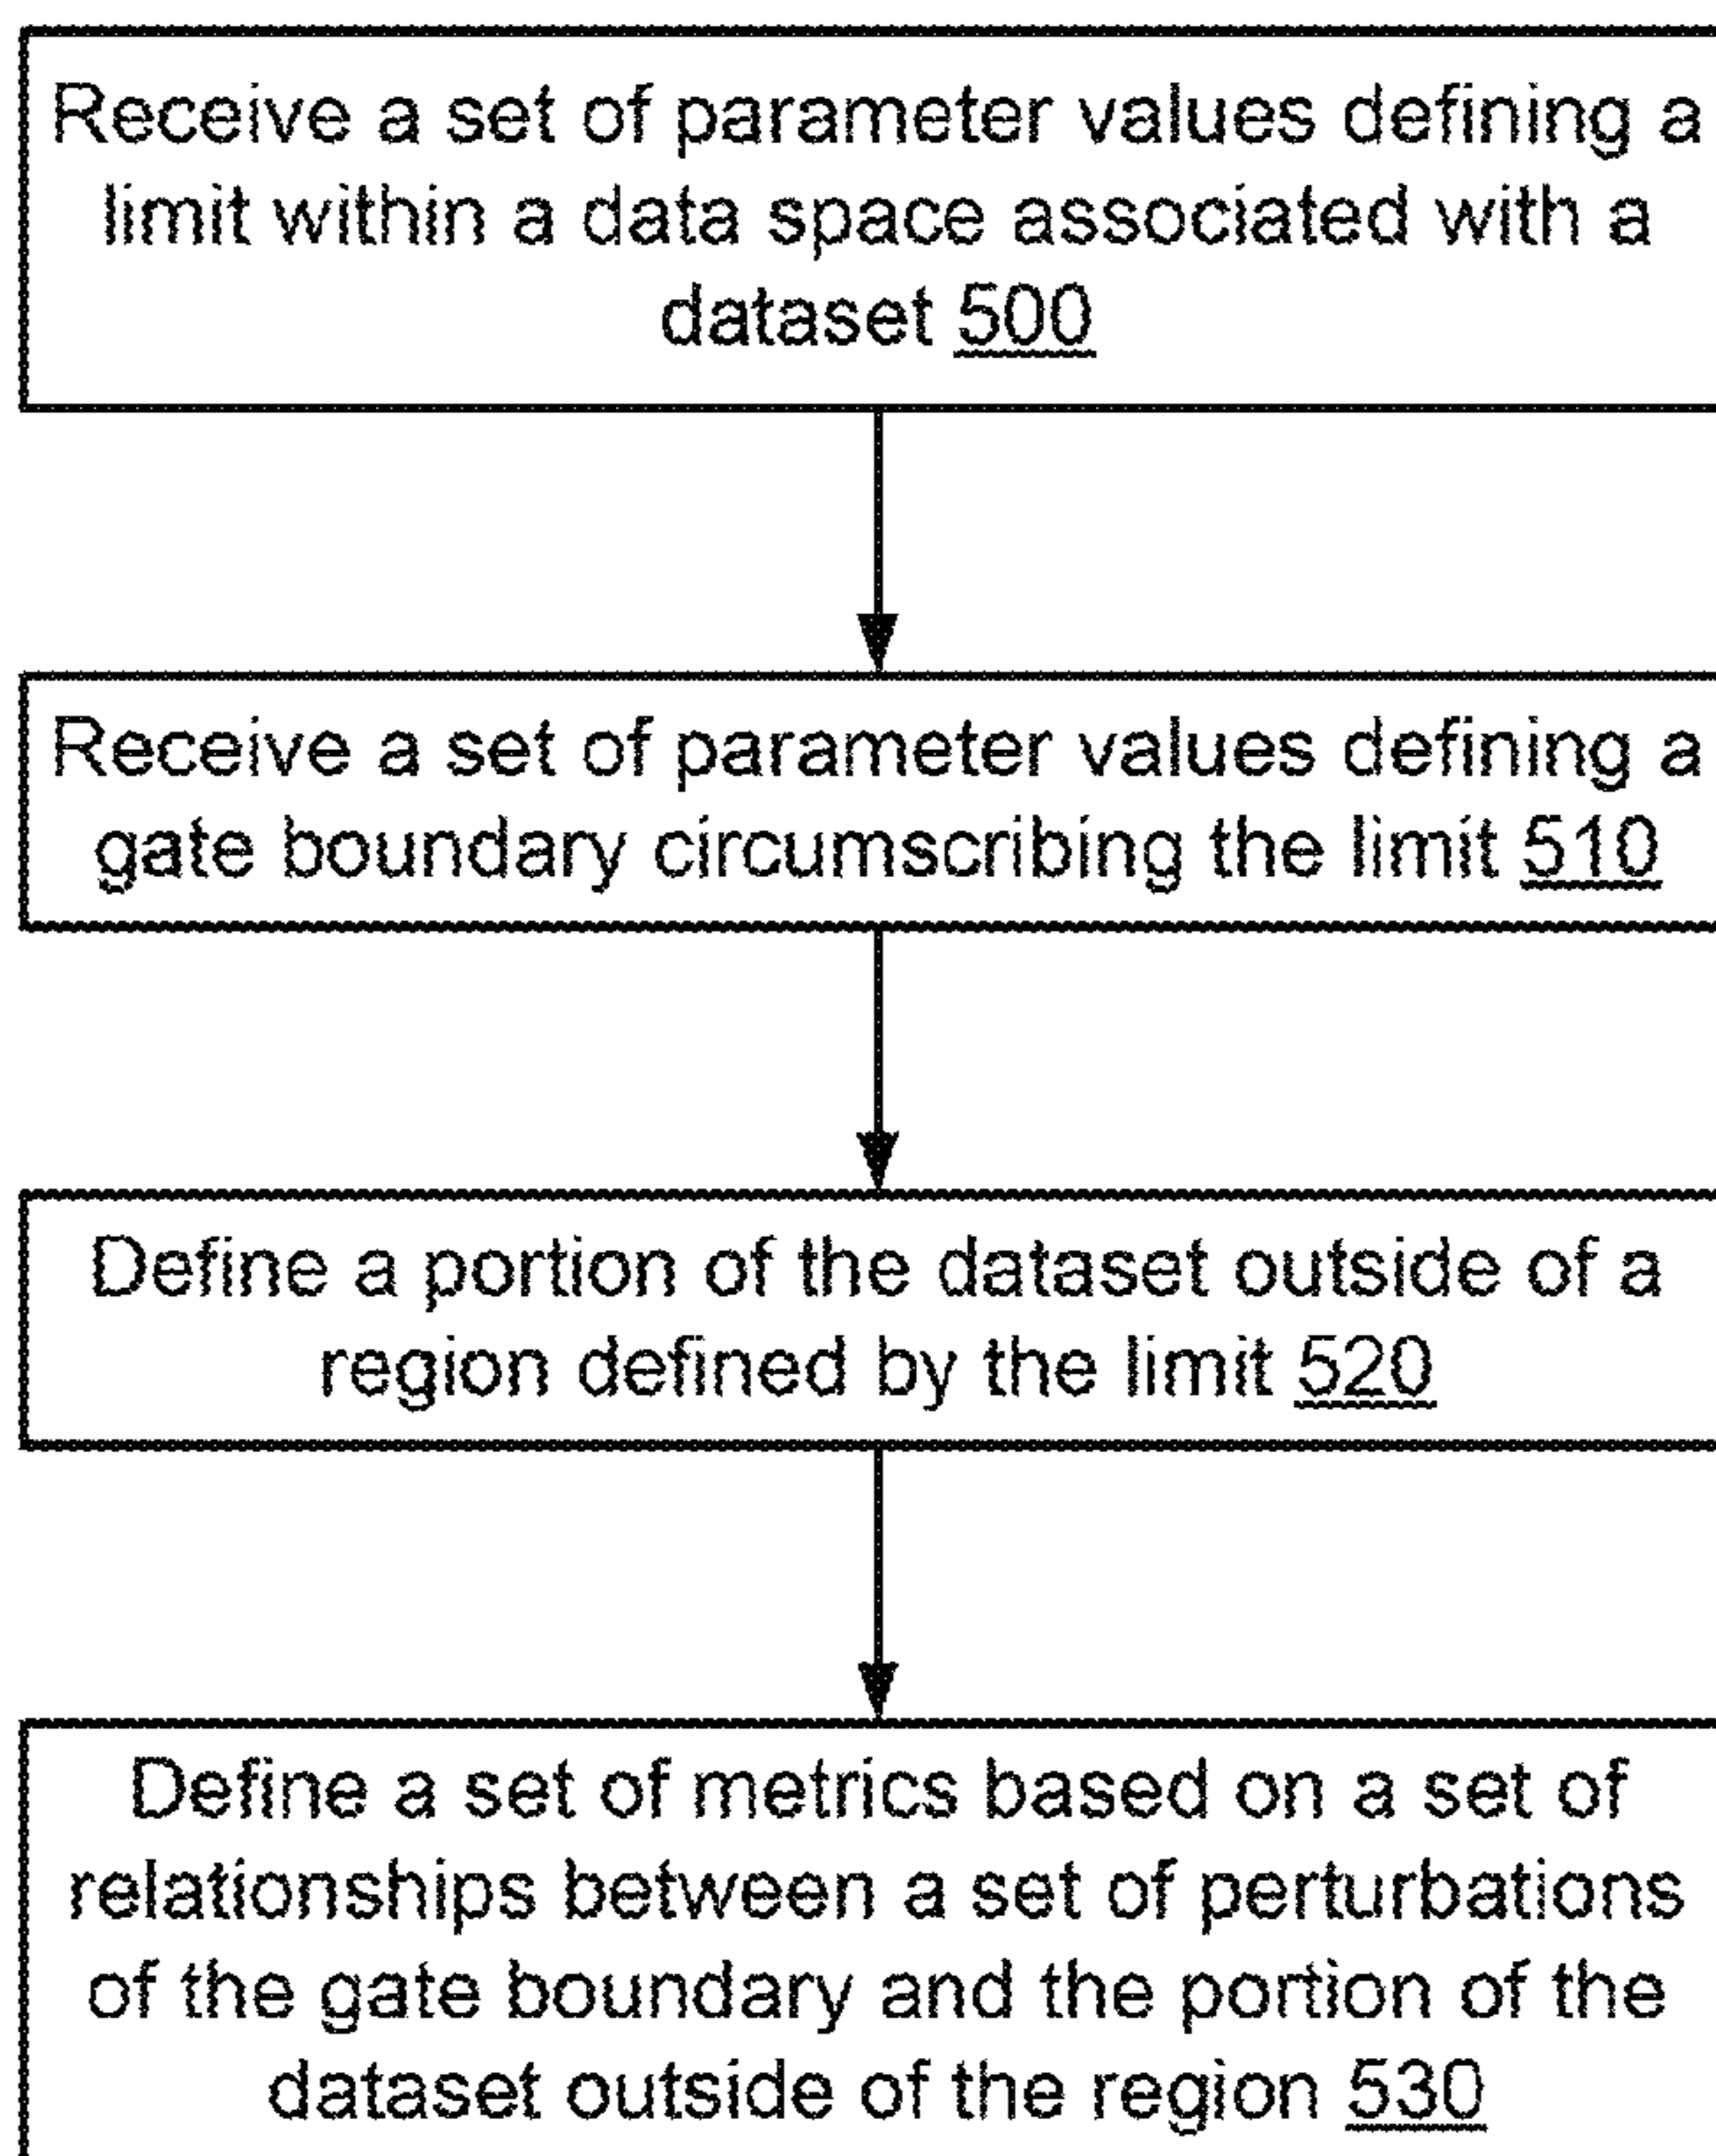 Receive a set of parameter values defining a
limit within a data space associated with a
dataset 500
Receive a set of parameter values defining a
gate boundary circumscribing the limit 510
Define a portion of the dataset outside of a
region defined by the limit 520
Define a set of metrics based on a set of
relationships between a set of perturbations
of the gate boundary and the portion of the
dataset outside of the region 530